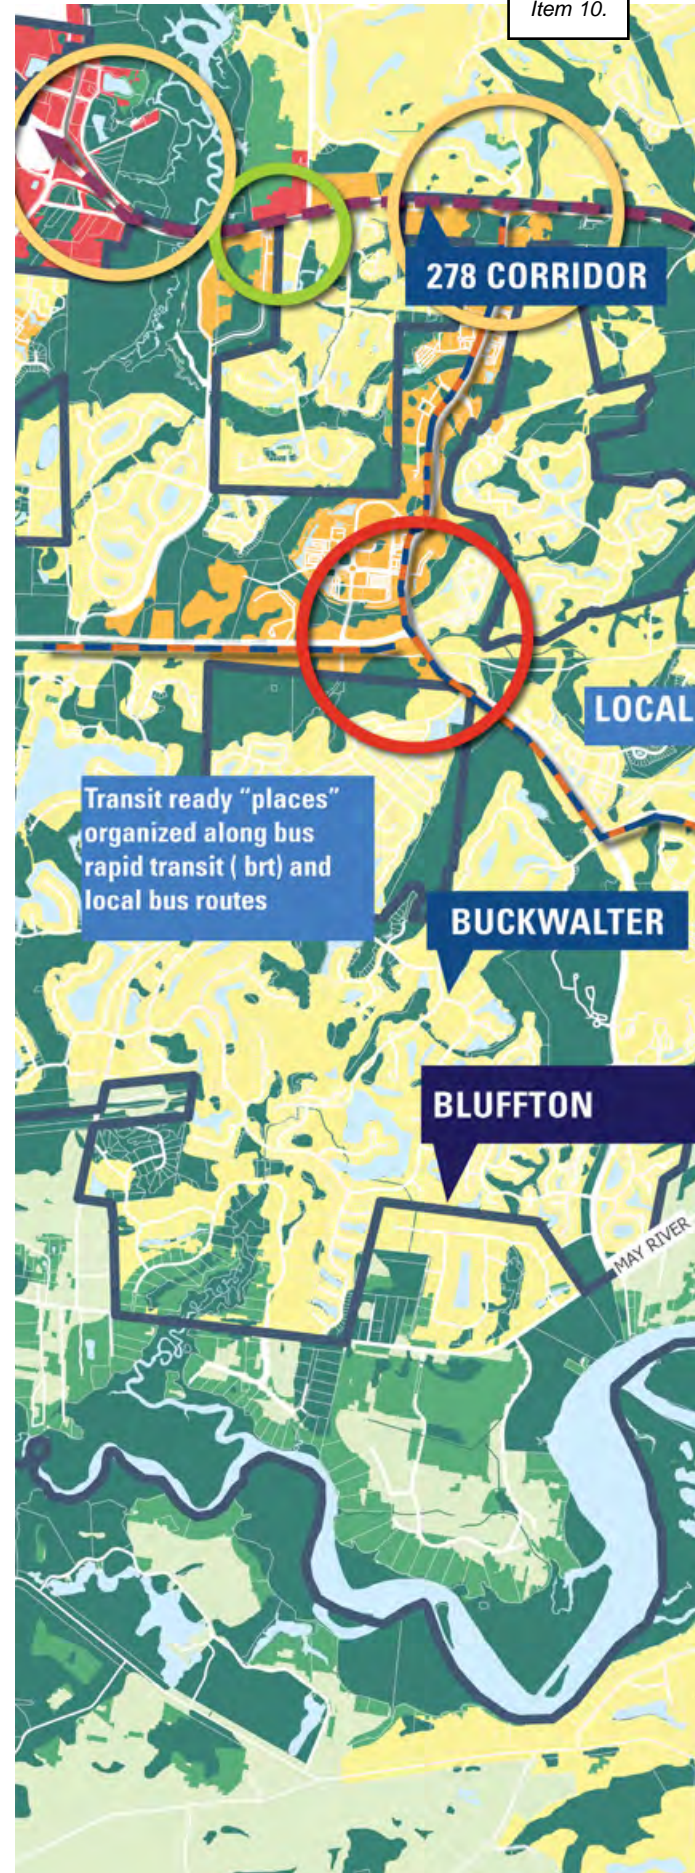 Item 10.
278 CORRIDOR
LOCAL
Transit ready “places”
organized along bus
rapid transit ( brt) and
local bus routes
BUCKWALTER
BLUFFTON
MAY RIVER